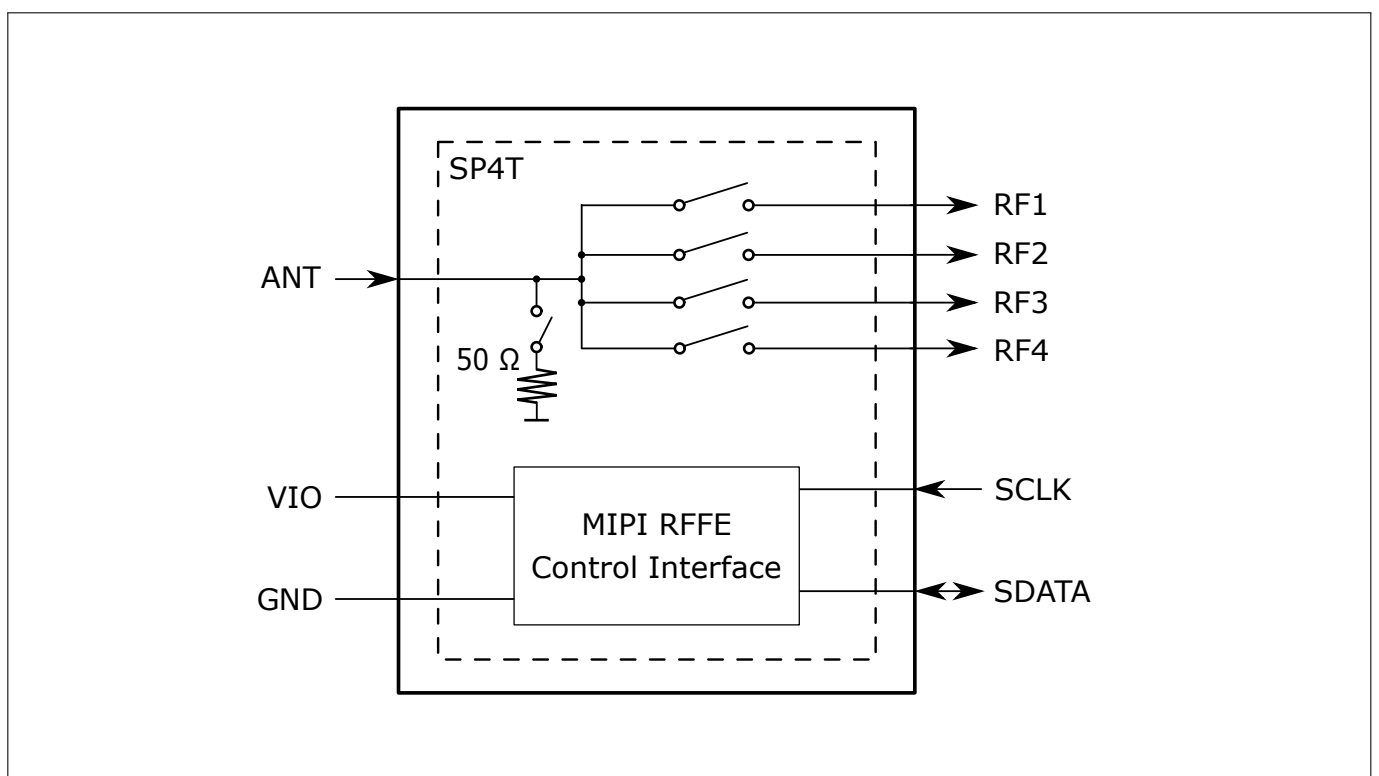 SP4T
RF1
RF2
ANT
RF3
RF4
50 Ω
VIO
SCLK
MIPI RFFE
Control Interface
GND
SDATA